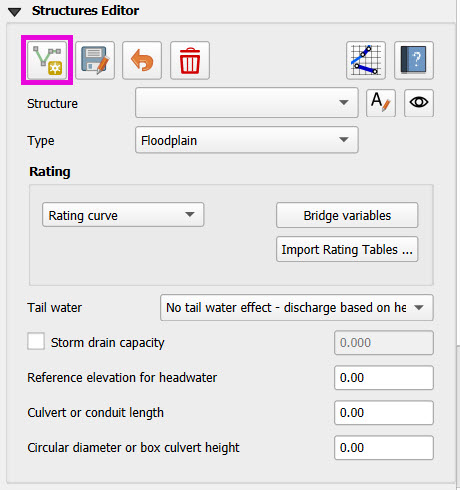 Structures Editor
?
Structure
A
Type Floodplain
Rating
Rating curve Bridge variables
Import Rating Tables ...
Tail water No tail water effect - discharge based on he
Storm drain capacity 0.000
Reference elevation for headwater 0.00
Culvert or conduit length 0.00
Circular diameter or box culvert height 0.00